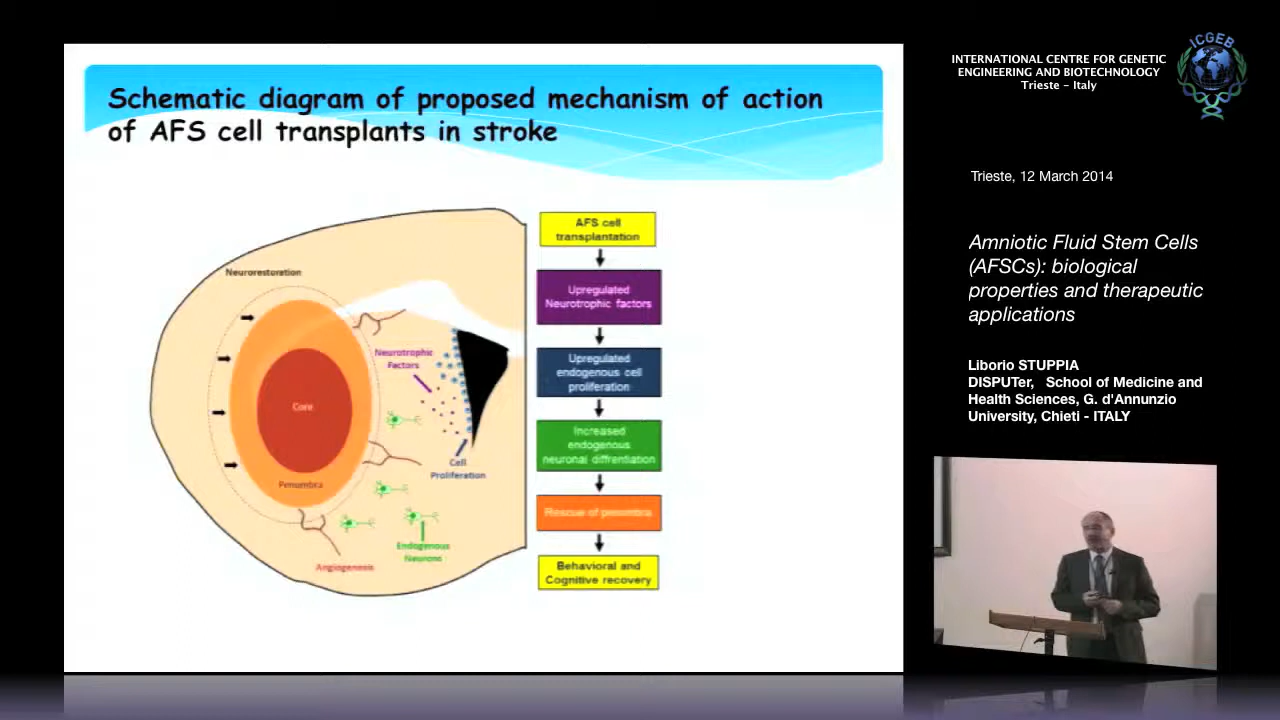 Schematic diagram of proposed mechanism of action
of AFS cell transplants in stroke
Neurorestoration
Core
Penumbra
Neurotrophic
Factors
Cell
Proliferation
Endogenous
Neurons
Angiogenesis
AFS cell
transplantation
Upregulated
Neurotrophic factors
Upregulated
endogenous cell
proliferation
Increased
endogenous
neuronal diffrentiation
Rescue of penumbra
Behavioral and
Cognitive recovery
INTERNATIONAL CENTRE FOR GENETIC
ENGINEERING AND BIOTECHNOLOGY
Trieste - Italy
ICGEB
Trieste, 12 March 2014
Amniotic Fluid Stem Cells
(AFSCs): biological
properties and therapeutic
applications
Liborio STUPPIA
DISPUTer, School of Medicine and
Health Sciences, G. d'Annunzio
University, Chieti - ITALY